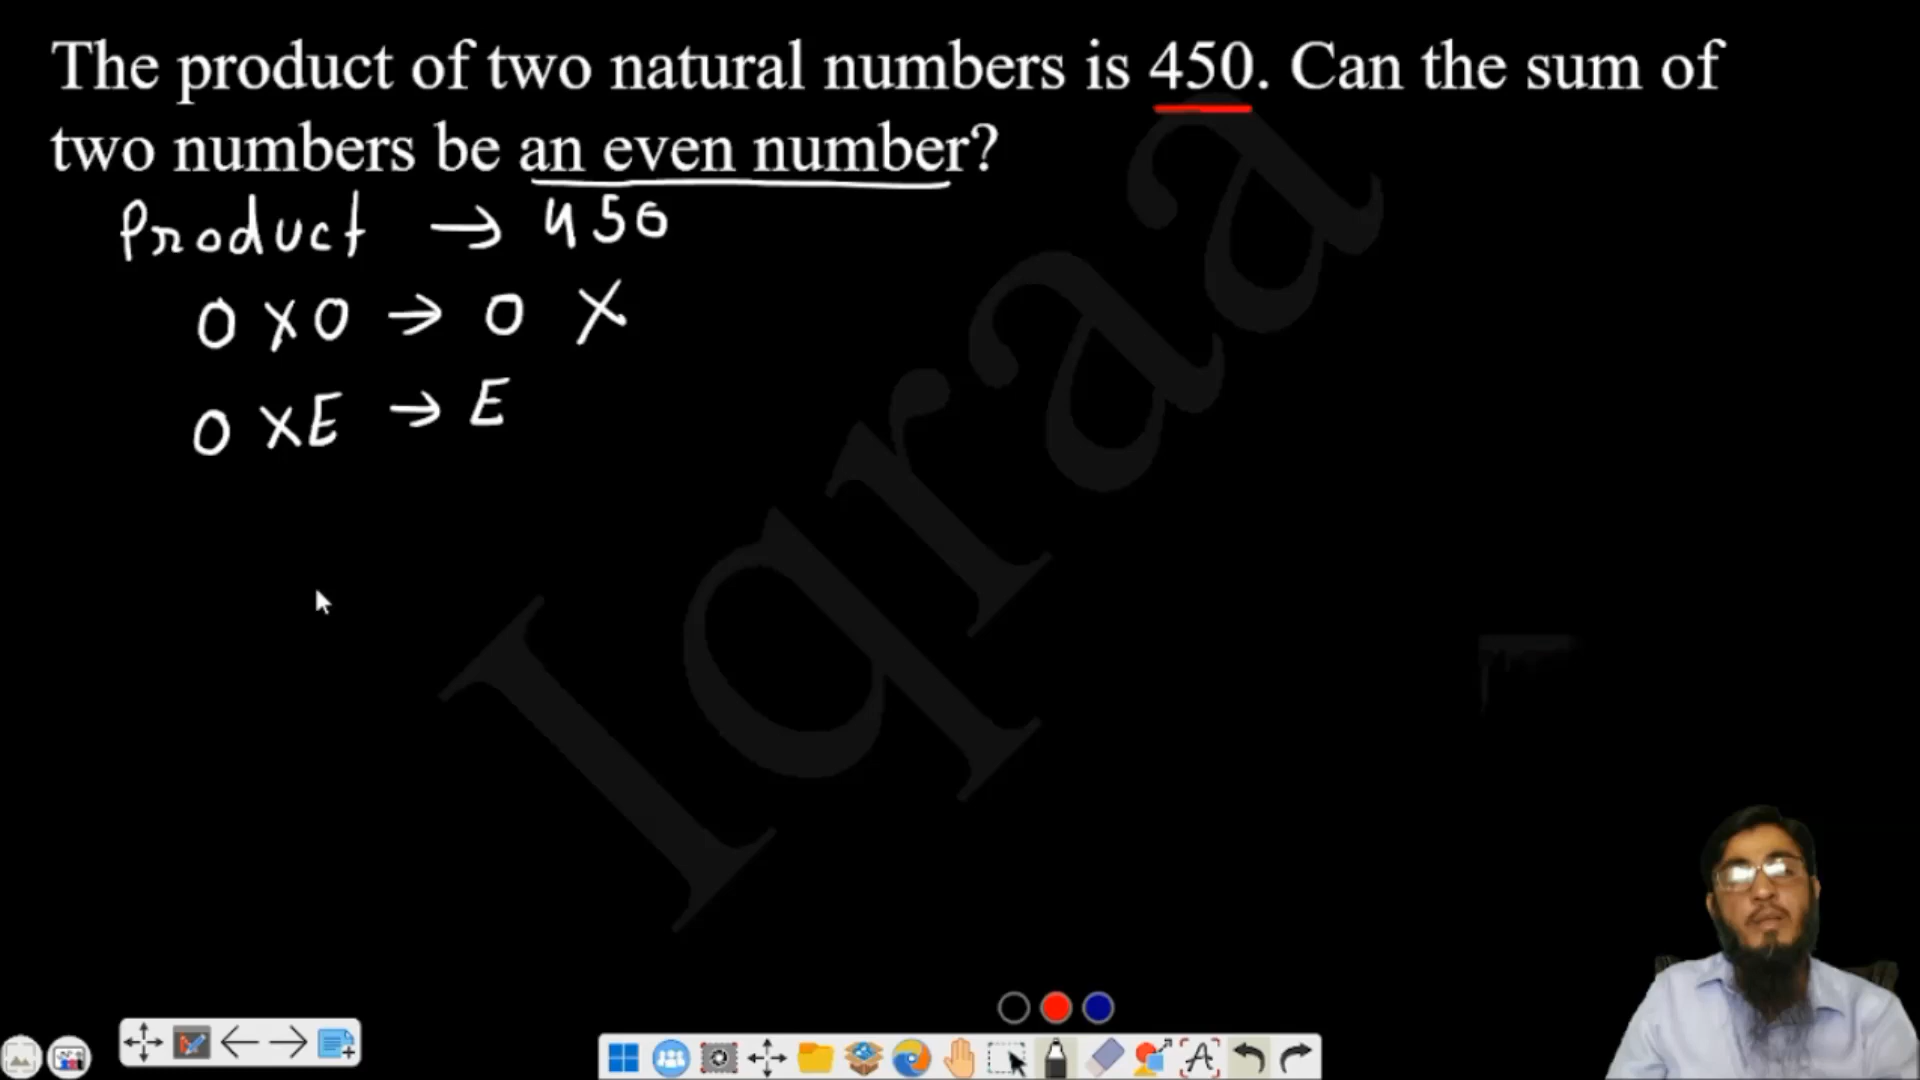 The product of two natural numbers is 450. Can the sum of
two numbers be an even number?
Product → 450
O X O → O X
O X E → E
Iqraa